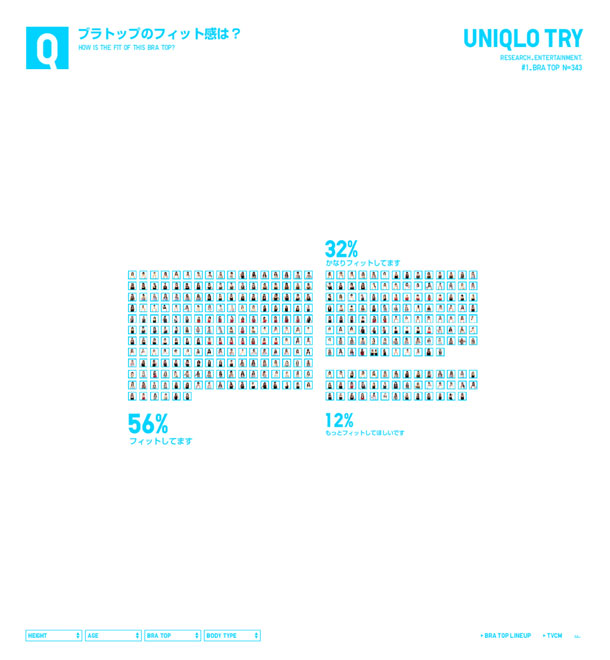 Q
ブラトップのフィット感は？
HOW IS THE FIT OF THIS BRA TOP?
UNIQLO TRY
RESEARCH_ENTERTAINMENT.
#1_BRA TOP N=343
32%
かなりフィットしてます
56%
フィットしてます
12%
もっとフィットしてほしいです
HEIGHT
AGE
BRA TOP
BODY TYPE
+ BRA TOP LINEUP
+ TVCM